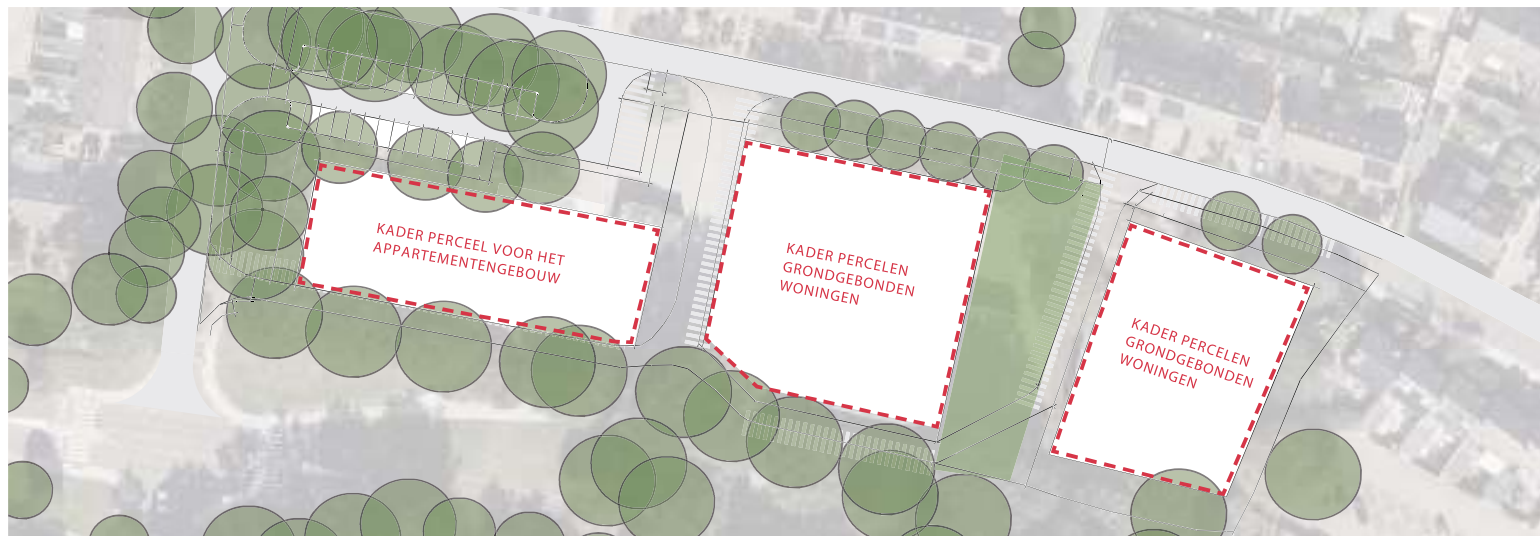 KADER PERCEEL VOOR HET
APPARTEMENTENGEBOUW
KADER PERCELEN
GRONDGEBONDEN
WONINGEN
KADER PERCELEN
GRONDGEBONDEN
WONINGEN